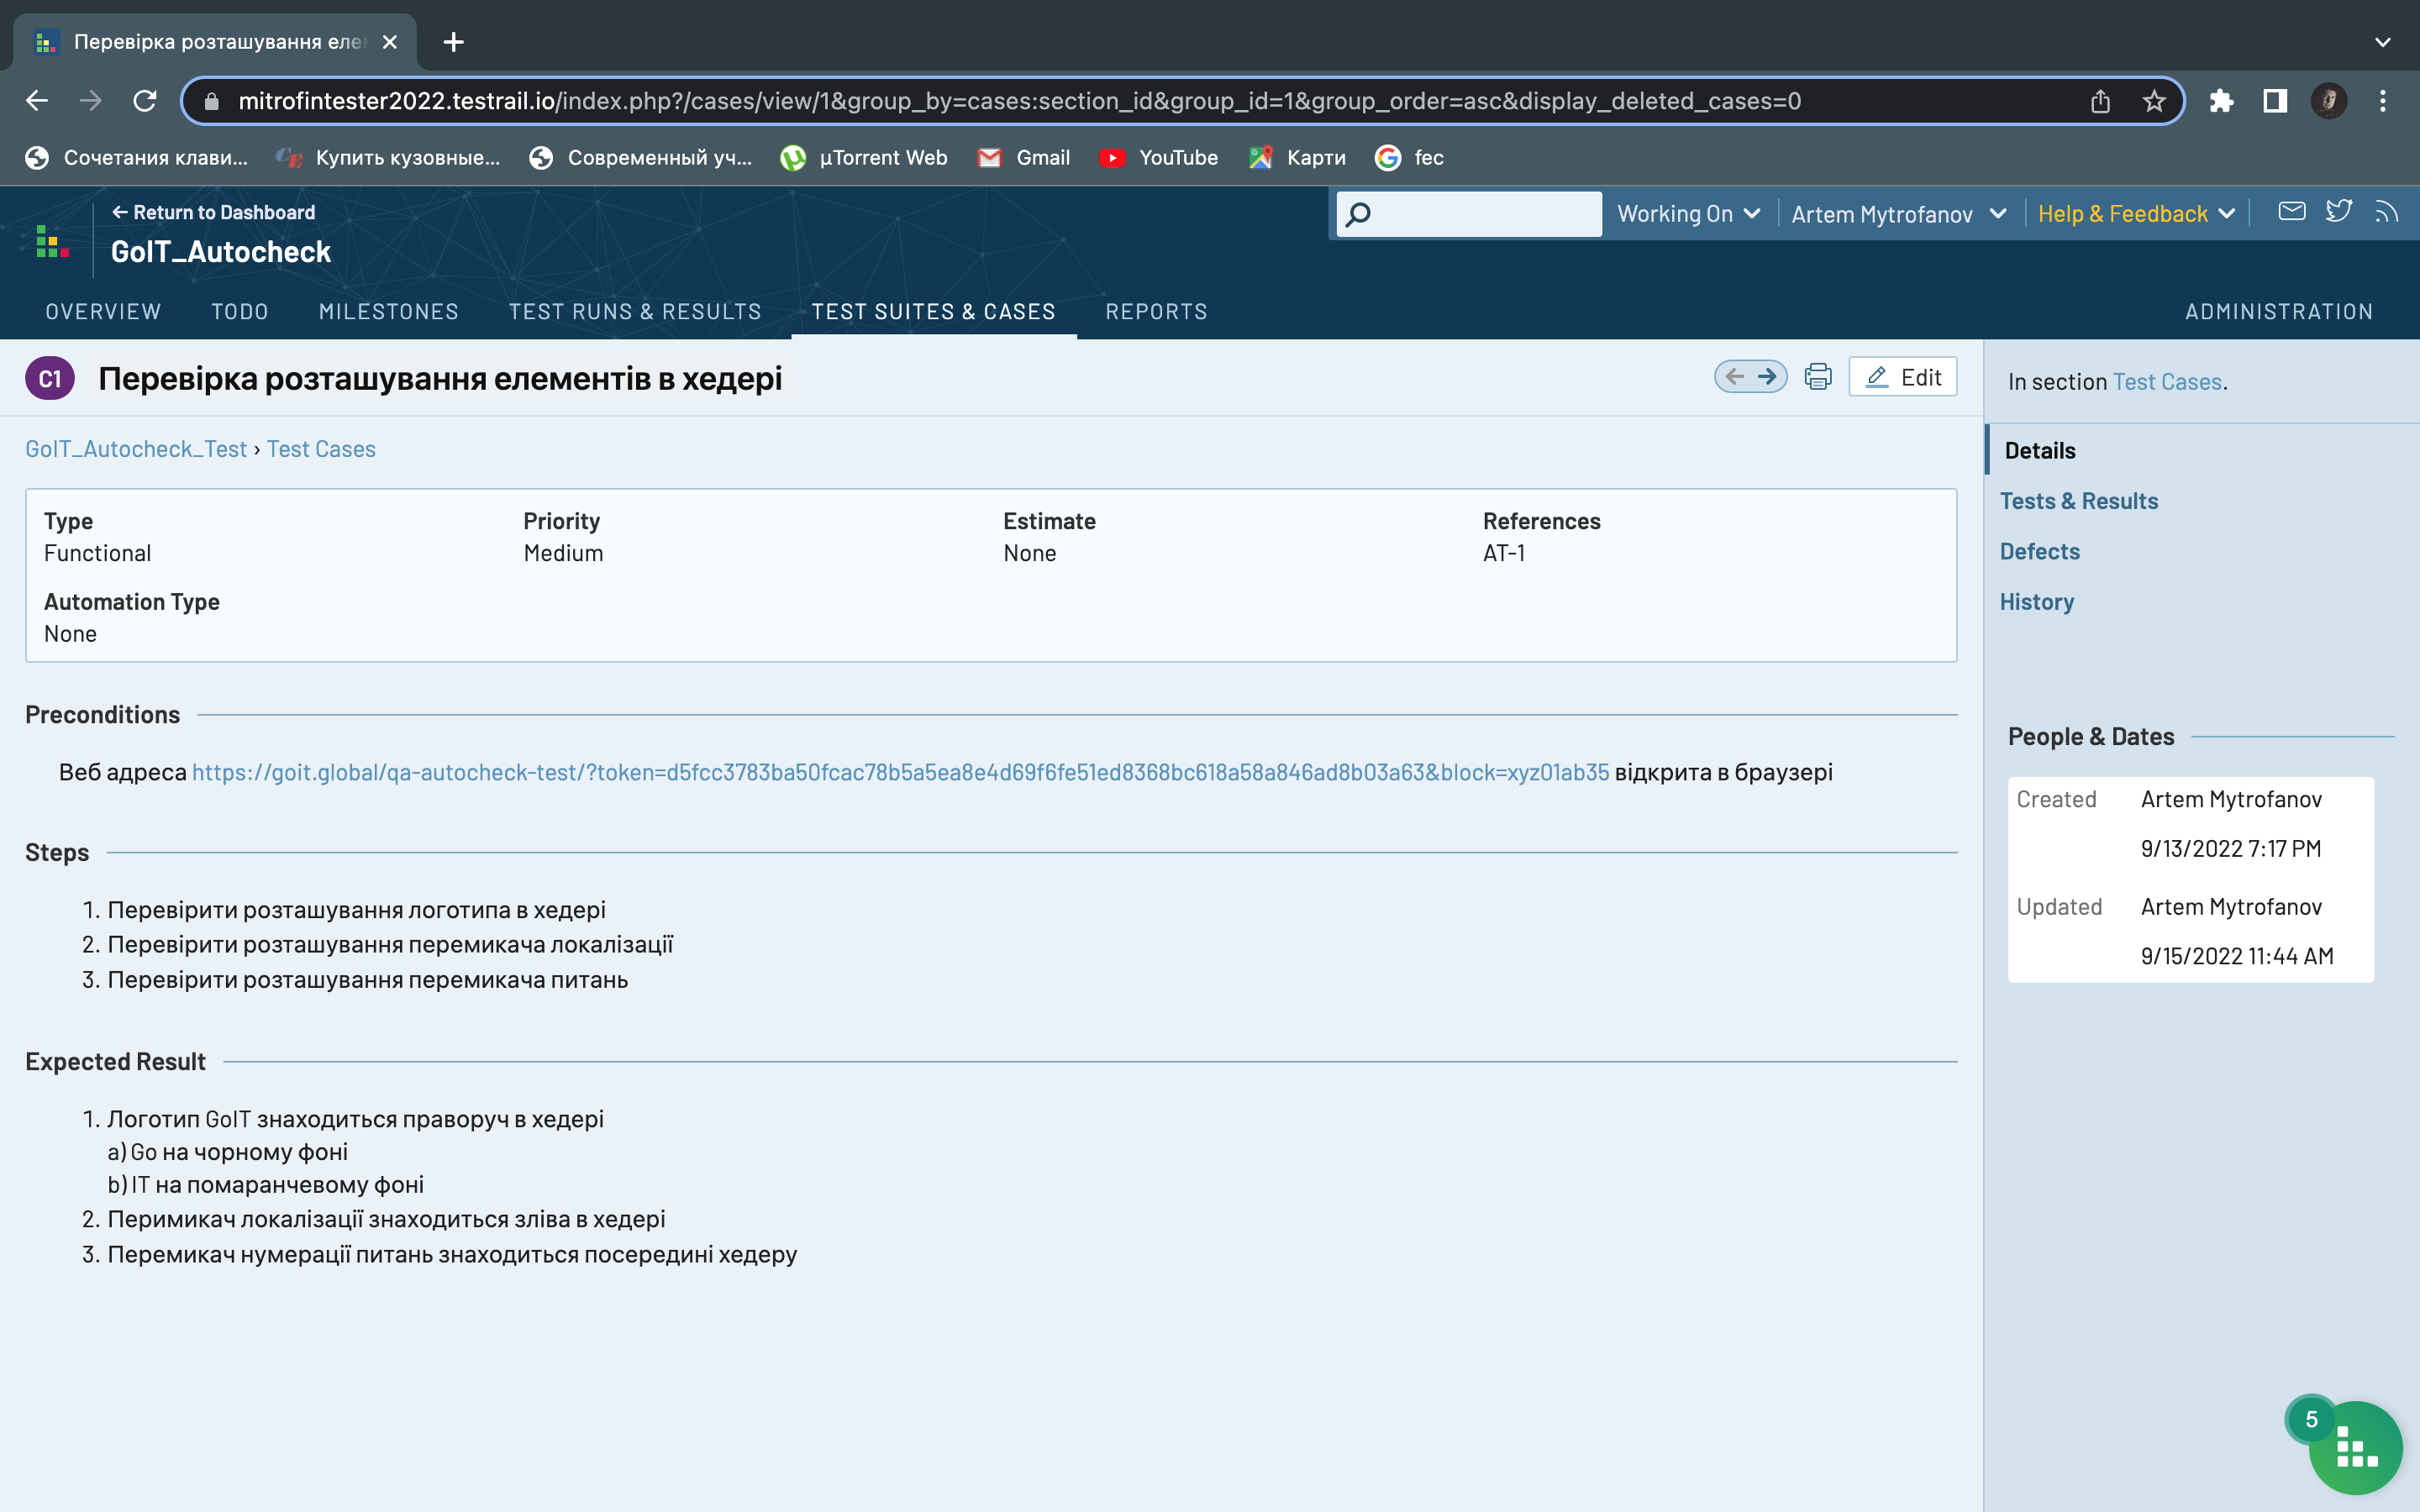 Перевірка розташування еле
mitrofintester2022.testrail.io/index.php?/cases/view/1&group_by=cases:section_id&group_id=1&group_order=asc&display_deleted_cases=0
Сочетания клави... Купить кузовные... Современный уч... µTorrent Web Gmail YouTube Карти fec
← Return to Dashboard
GoIT_Autocheck
Working On Artem Mytrofanov Help & Feedback
OVERVIEW TODO MILESTONES TEST RUNS & RESULTS TEST SUITES & CASES REPORTS ADMINISTRATION
C1 Перевірка розташування елементів в хедері
Edit
GoIT_Autocheck_Test › Test Cases
Type Priority Estimate References
Functional Medium None AT-1
Automation Type
None
Preconditions
Веб адреса https://goit.global/qa-autocheck-test/?token=d5fcc3783ba50fcac78b5a5ea8e4d69f6fe51ed8368bc618a58a846ad8b03a63&block=xyz01ab35 відкрита в браузері
Steps
1. Перевірити розташування логотипа в хедері
2. Перевірити розташування перемикача локалізації
3. Перевірити розташування перемикача питань
Expected Result
1. Логотип GoIT знаходиться праворуч в хедері
a) Go на чорному фоні
b) IT на помаранчевому фоні
2. Перимикач локалізації знаходиться зліва в хедері
3. Перемикач нумерації питань знаходиться посередині хедеру
In section Test Cases.
Details
Tests & Results
Defects
History
People & Dates
Created Artem Mytrofanov
9/13/2022 7:17 PM
Updated Artem Mytrofanov
9/15/2022 11:44 AM
5